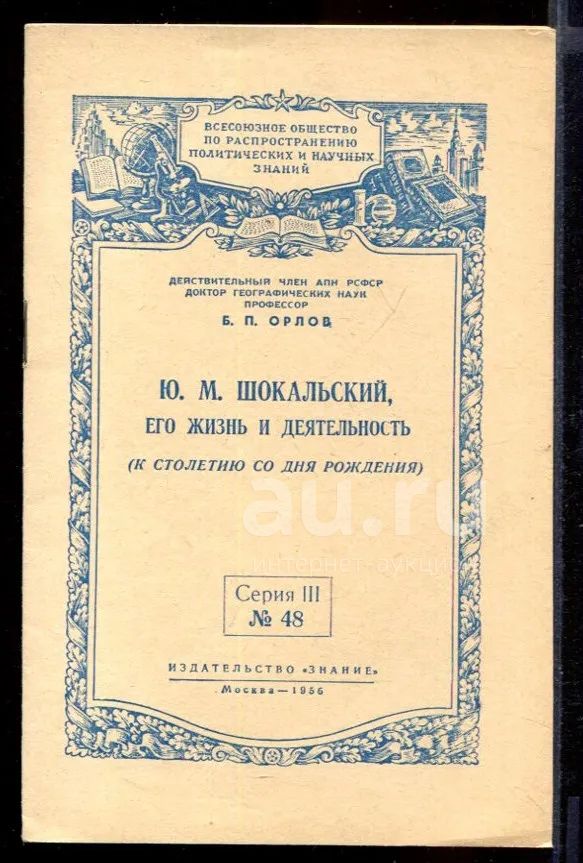 ВСЕСОЮЗНОЕ ОБЩЕСТВО
ПО РАСПРОСТРАНЕНИЮ
ПОЛИТИЧЕСКИХ И НАУЧНЫХ
ЗНАНИЙ
ДЕЙСТВИТЕЛЬНЫЙ ЧЛЕН АПН РСФСР
ДОКТОР ГЕОГРАФИЧЕСКИХ НАУК
ПРОФЕССОР
Б. П. ОРЛОВ
Ю. М. ШОКАЛЬСКИЙ,
ЕГО ЖИЗНЬ И ДЕЯТЕЛЬНОСТЬ
(К СТОЛЕТИЮ СО ДНЯ РОЖДЕНИЯ)
au.ru
интернет-аукцион
Серия III
№ 48
ИЗДАТЕЛЬСТВО «ЗНАНИЕ»
Москва — 1956